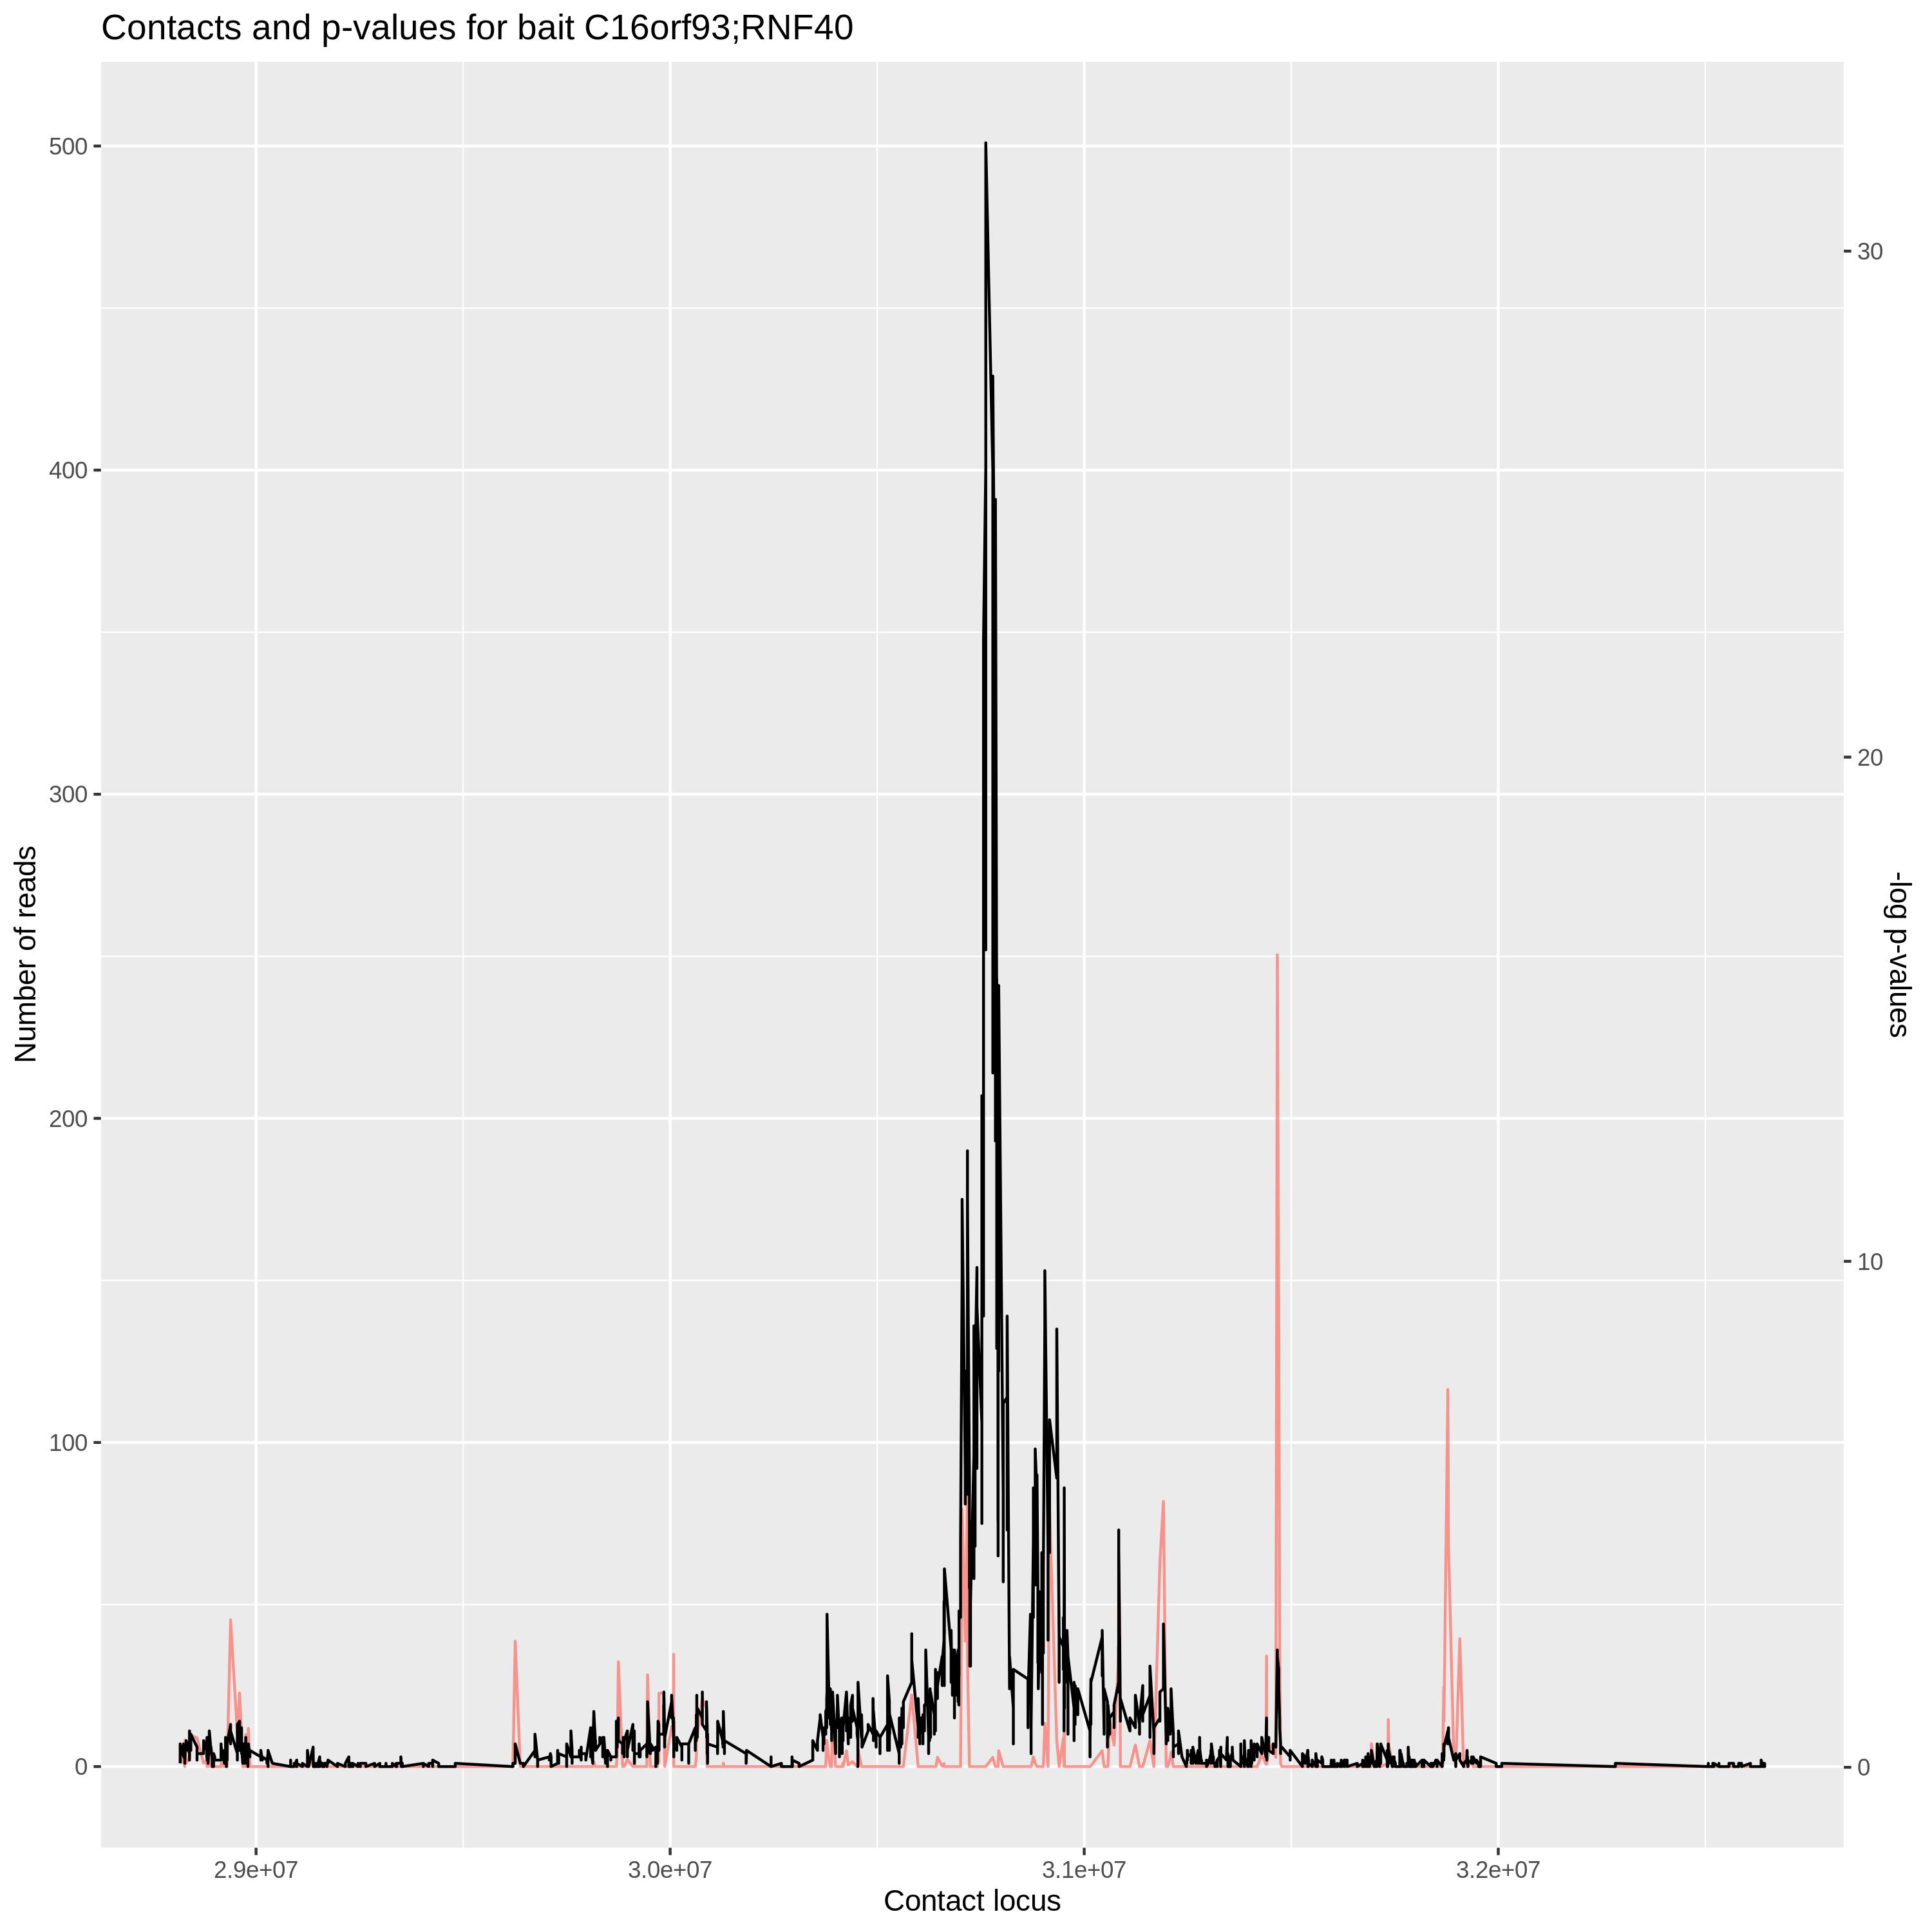 Contacts and p-values for bait C16orf93;RNF40
500
400
300
200
100
0
30
20
10
0
Number of reads
-log p-values
2.9e+07
3.0e+07
3.1e+07
3.2e+07
Contact locus